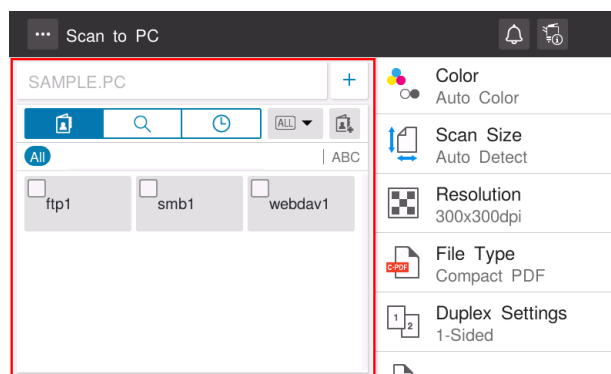 Scan to PC
SAMPLE.PC
+
ALL
All
ABC
ftp1
smb1
webdav1
Color
Auto Color
Scan Size
Auto Detect
Resolution
300x300dpi
File Type
C-PDF
Compact PDF
Duplex Settings
1 2
1-Sided